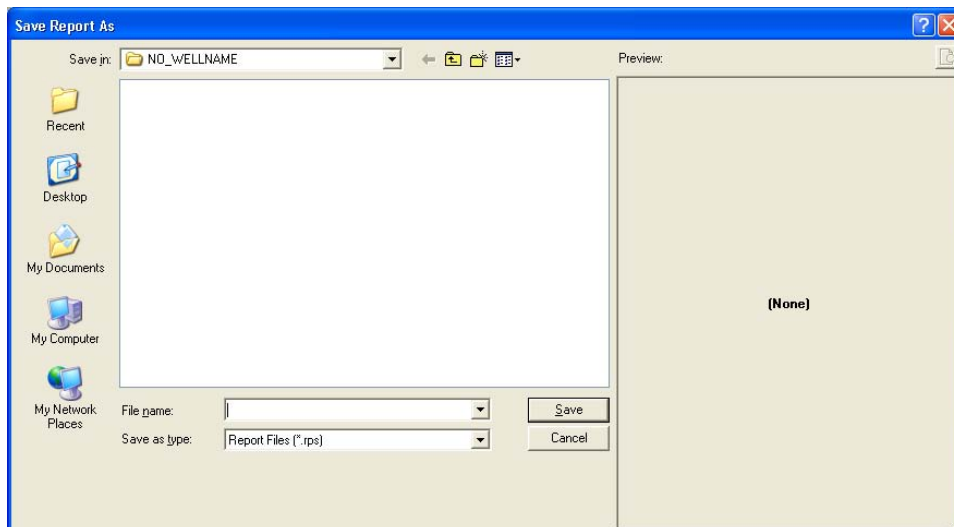 Save Report As
Save in:
NO_WELLNAME
Preview:
Recent
Desktop
My Documents
My Computer
My Network
Places
(None)
File name:
Save
Save as type:
Report Files (*.rps)
Cancel